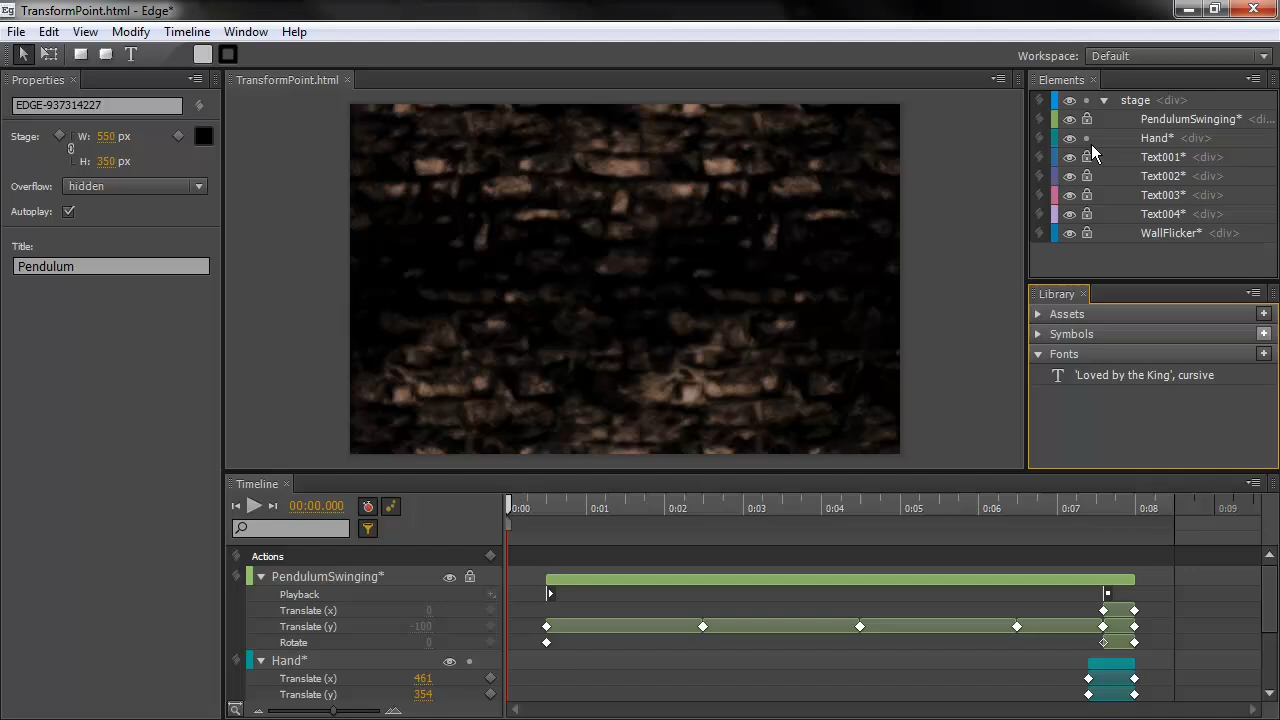 Eg TransformPoint.html - Edge*
File Edit View Modify Timeline Window Help
T Workspace: Default
Properties
EDGE-937314227
Stage: W: 550 px
H: 350 px
Overflow: hidden
Autoplay:
Title:
Pendulum
TransformPoint.html
Elements
stage <div>
PendulumSwinging* <di...
Hand* <div>
Text001* <div>
Text002* <div>
Text003* <div>
Text004* <div>
WallFlicker* <div>
Library
Assets
Symbols
Fonts
T 'Loved by the King', cursive
Timeline
00:00.000
0:00 0:01 0:02 0:03 0:04 0:05 0:06 0:07 0:08 0:09
Actions
PendulumSwinging*
Playback
Translate (x) 0
Translate (y) -100
Rotate 0
Hand*
Translate (x) 461
Translate (y) 354